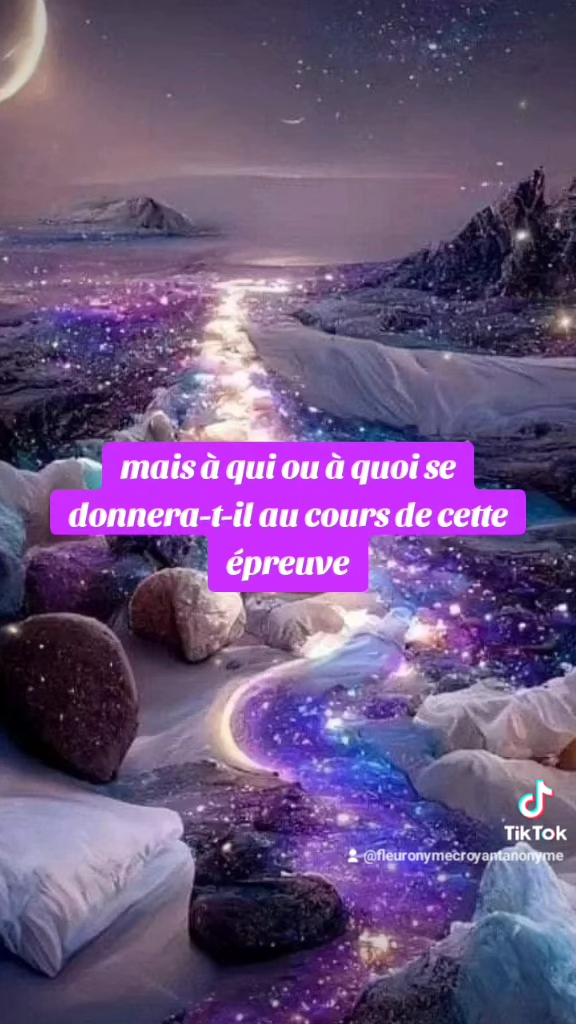 mais à qui ou à quoi se
donnera-t-il au cours de cette
épreuve
TikTok
@fleuronymecroyantanonyme